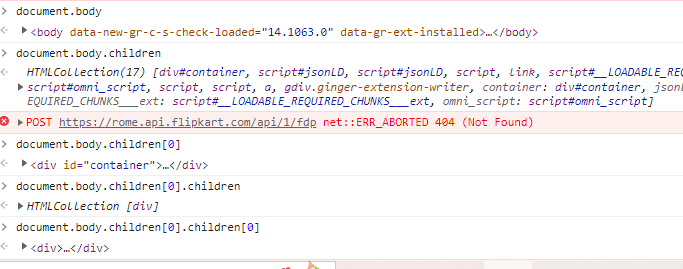 document.body
<body data-new-gr-c-s-check-loaded="14.1063.0" data-gr-ext-installed>…</body>
document.body.children
HTMLCollection(17) [div#container, script#jsonLD, script#jsonLD, script, link, script#__LOADABLE_REQ
script#omni_script, script, script, a, gdiv.ginger-extension-writer, container: div#container, jsonL
EQUIRED_CHUNKS___ext: script#__LOADABLE_REQUIRED_CHUNKS___ext, omni_script: script#omni_script]
POST https://rome.api.flipkart.com/api/1/fdp net::ERR_ABORTED 404 (Not Found)
document.body.children[0]
<div id="container">…</div>
document.body.children[0].children
HTMLCollection [div]
document.body.children[0].children[0]
<div>…</div>